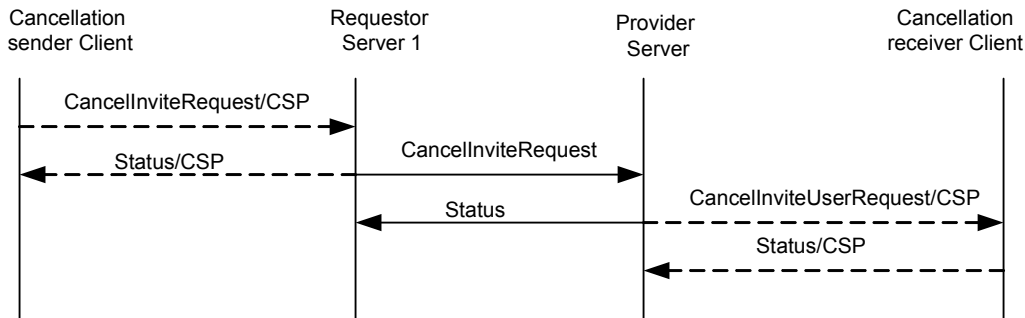 Cancellation
sender Client
Requestor
Server 1
Provider
Server
Cancellation
receiver Client
CancelInviteRequest/CSP
Status/CSP
CancelInviteRequest
Status
CancelInviteUserRequest/CSP
Status/CSP